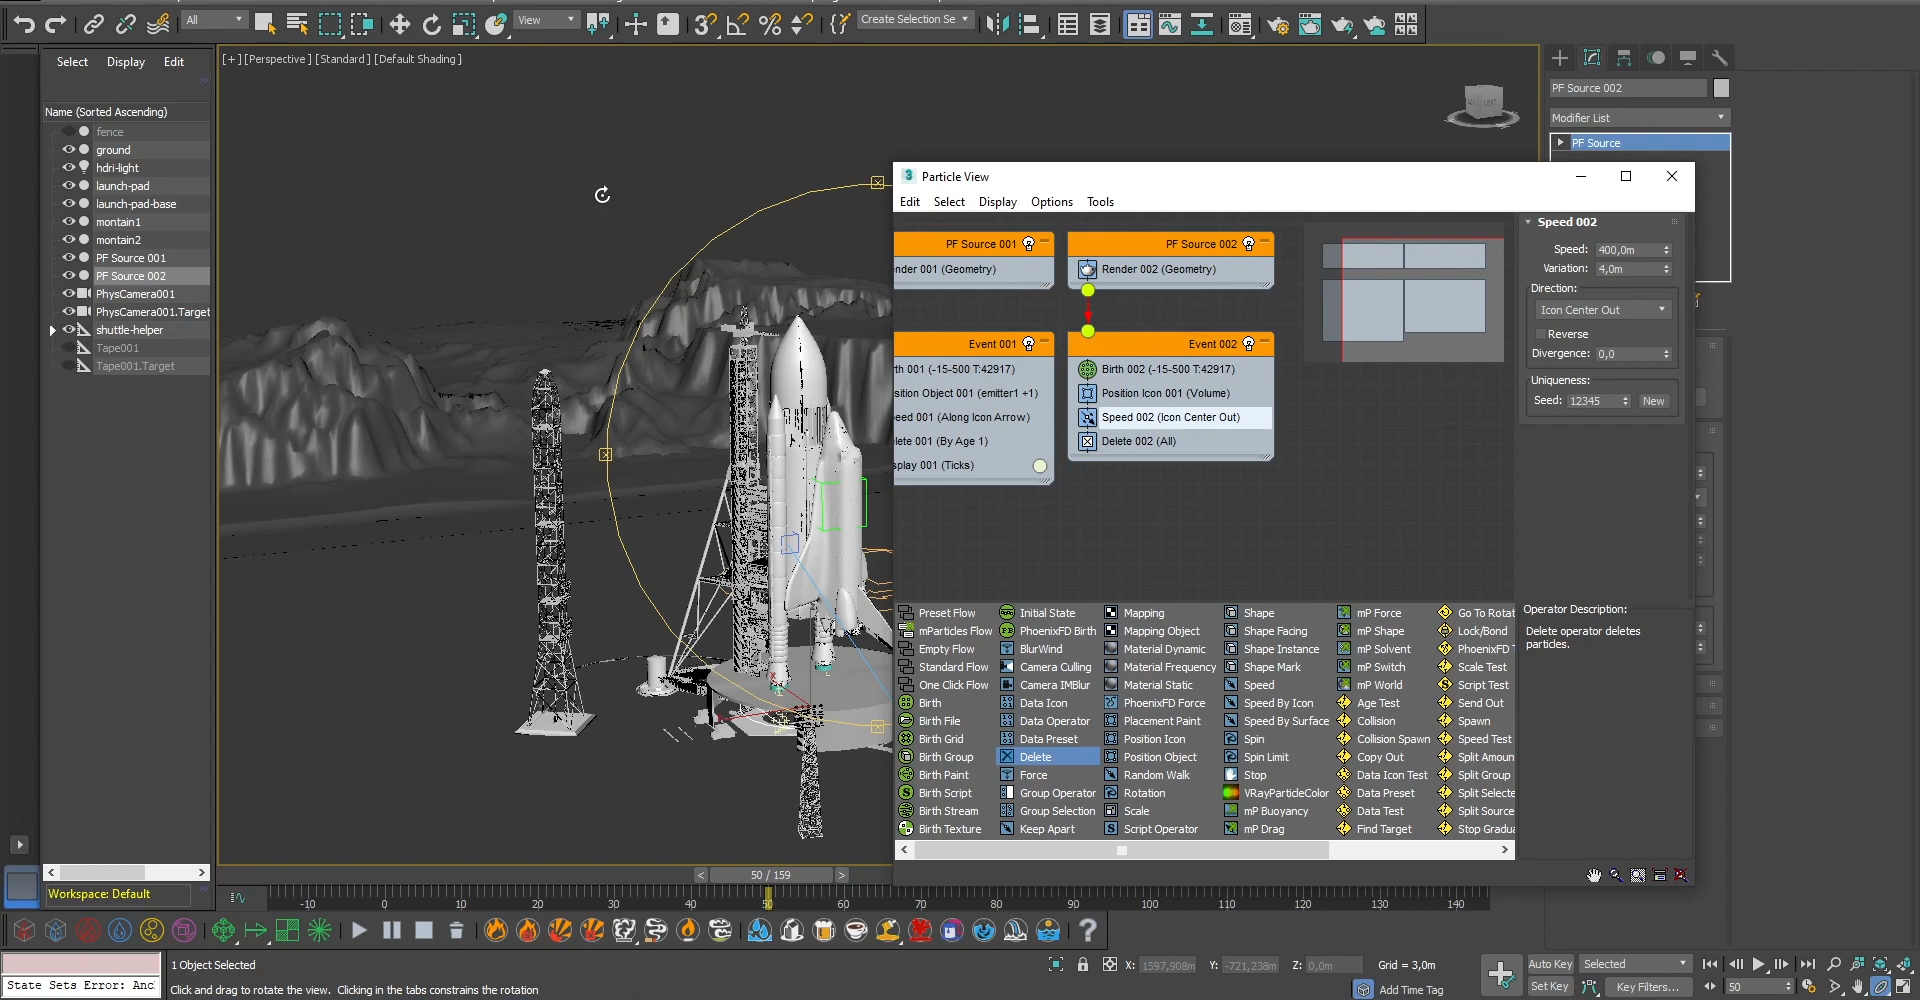 All
View
Create Selection Se
Select
Display
Edit
Name (Sorted Ascending)
fence
ground
hdri-light
launch-pad
launch-pad-base
montain1
montain2
PF Source 001
PF Source 002
PhysCamera001
PhysCamera001.Target
shuttle-helper
Tape001
Tape001.Target
Workspace: Default
[+] [Perspective ] [Standard ] [Default Shading ]
LEFT
PF Source 002
Modifier List
PF Source
3 Particle View
Edit
Select
Display
Options
Tools
PF Source 001
nder 001 (Geometry)
PF Source 002
Render 002 (Geometry)
Event 001
rth 001 (-15-500 T:42917)
sition Object 001 (emitter1 +1)
eed 001 (Along Icon Arrow)
lete 001 (By Age 1)
splay 001 (Ticks)
Event 002
Birth 002 (-15-500 T:42917)
Position Icon 001 (Volume)
Speed 002 (Icon Center Out)
Delete 002 (All)
Speed 002
Speed: 400,0m
Variation: 4,0m
Direction:
Icon Center Out
Reverse
Divergence: 0,0
Uniqueness:
Seed: 12345 New
Operator Description:
Delete operator deletes
particles.
Preset Flow
mParticles Flow
Empty Flow
Standard Flow
One Click Flow
Birth
Birth File
Birth Grid
Birth Group
Birth Paint
Birth Script
Birth Stream
Birth Texture
Initial State
PhoenixFD Birth
BlurWind
Camera Culling
Camera IMBlur
Data Icon
Data Operator
Data Preset
Delete
Force
Group Operator
Group Selection
Keep Apart
Mapping
Mapping Object
Material Dynamic
Material Frequency
Material Static
PhoenixFD Force
Placement Paint
Position Icon
Position Object
Random Walk
Rotation
Scale
Script Operator
Shape
Shape Facing
Shape Instance
Shape Mark
Speed
Speed By Icon
Speed By Surface
Spin
Spin Limit
Stop
VRayParticleColor
mP Buoyancy
mP Drag
mP Force
mP Shape
mP Solvent
mP Switch
mP World
Age Test
Collision
Collision Spawn
Copy Out
Data Icon Test
Data Preset
Data Test
Find Target
Go To Rotat
Lock/Bond
PhoenixFD T
Scale Test
Script Test
Send Out
Spawn
Speed Test
Split Amoun
Split Group
Split Selecte
Split Source
Stop Gradua
< 50 / 159 >
-10 0 10 20 30 40 50 60 70 80 90 100 110 120 130 140
1 Object Selected
Click and drag to rotate the view. Clicking in the tabs constrains the rotation
State Sets Error: Anc
X: 1597,908m Y: -721,238m Z: 0,0m Grid = 3,0m
Add Time Tag
Auto Key
Selected
Set Key
Key Filters...
50